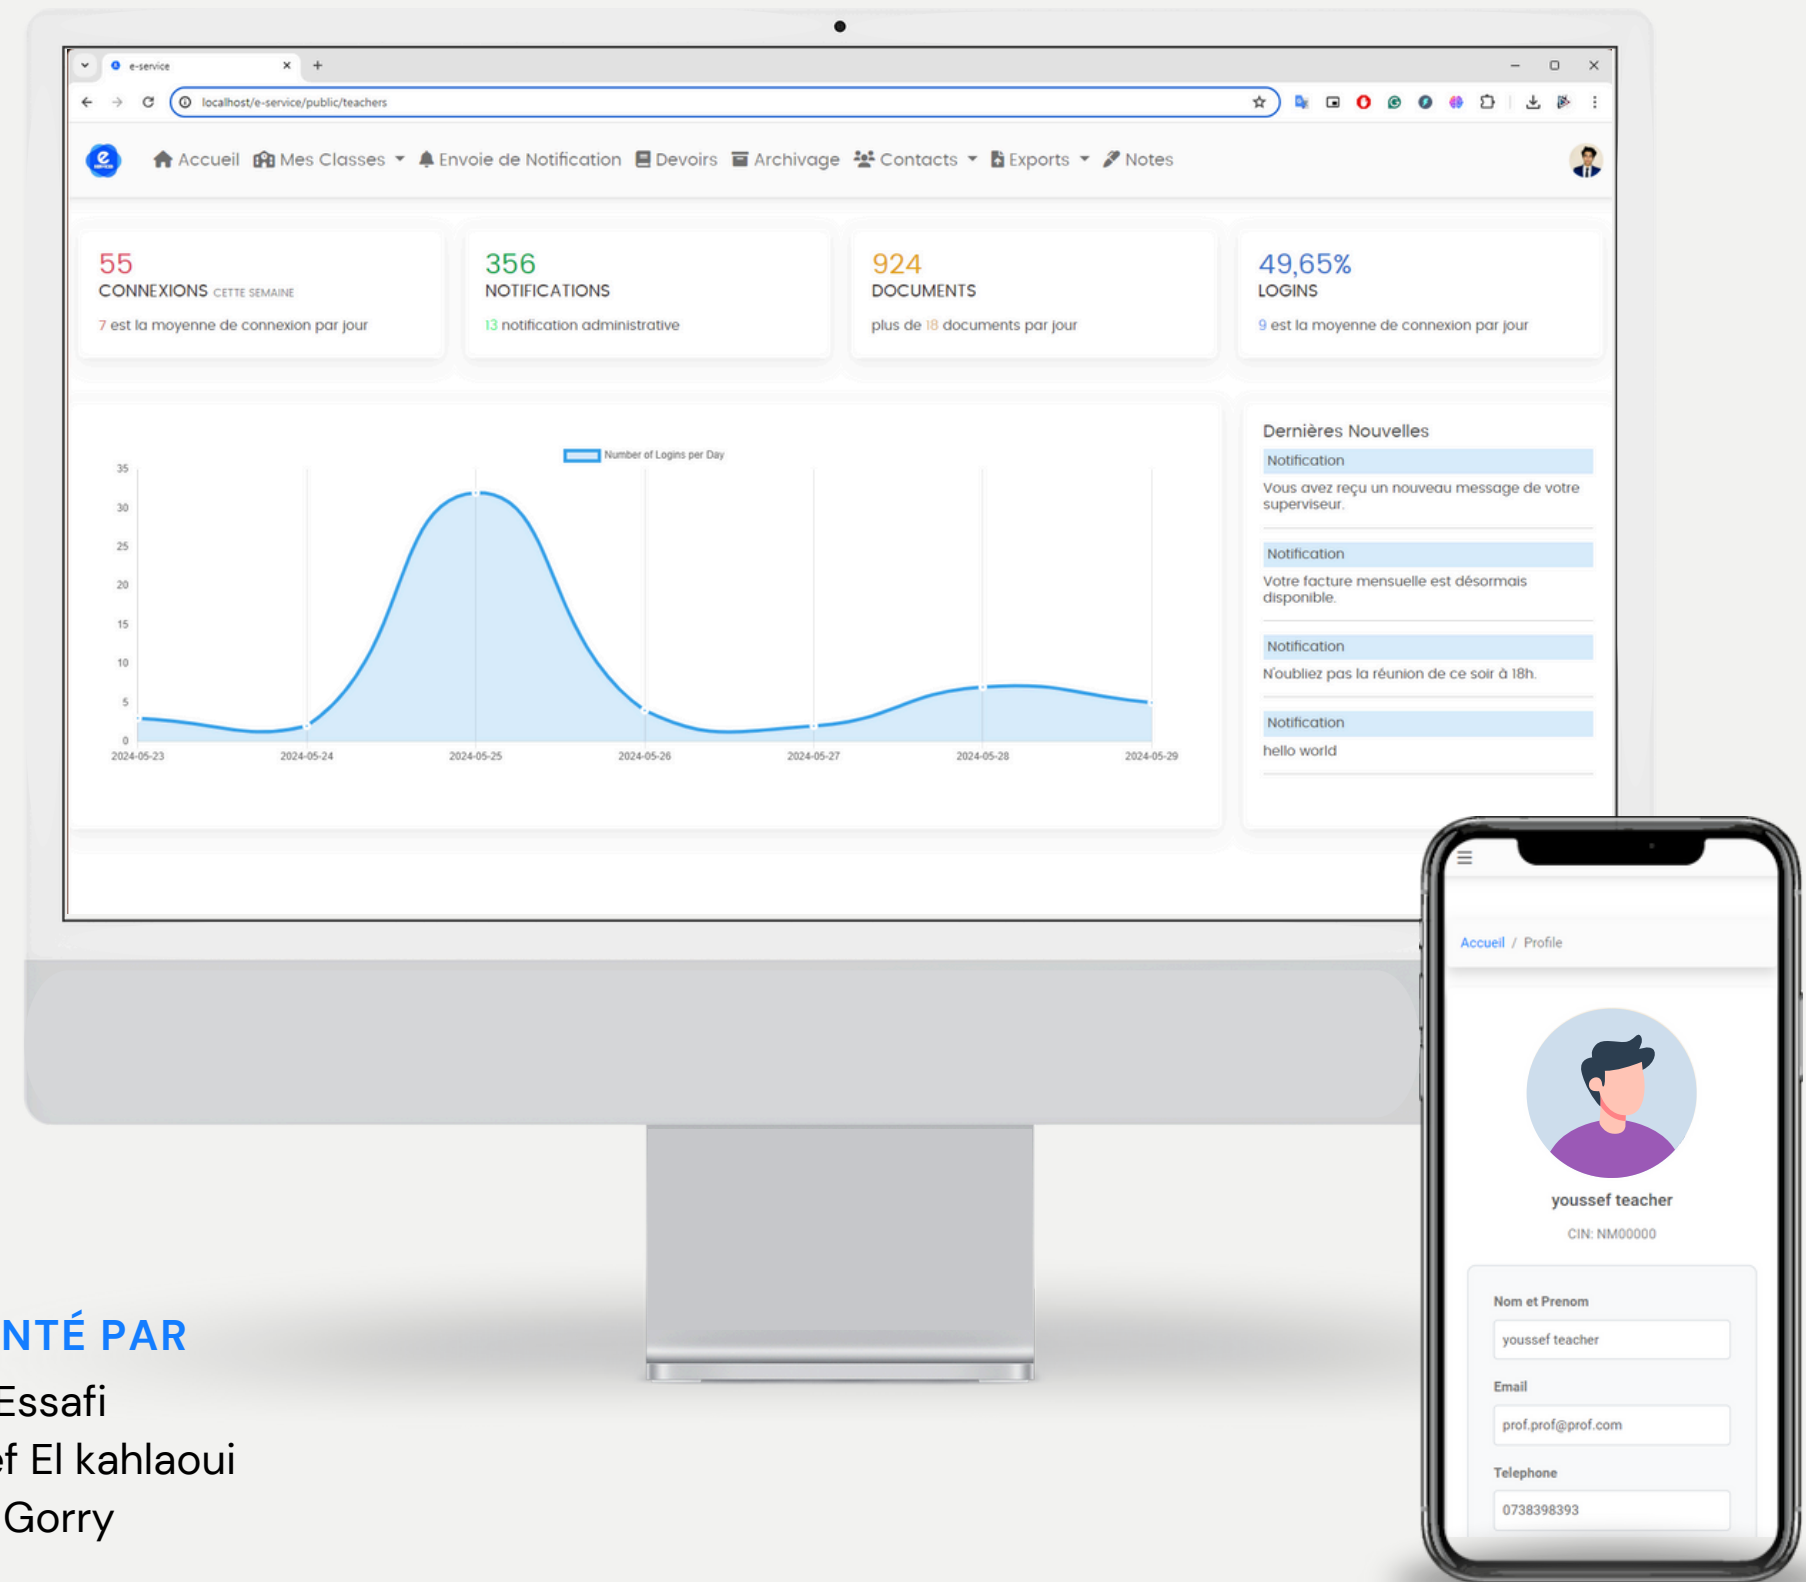 e-service
localhost/e-service/public/teachers
e
Accueil Mes Classes Envoie de Notification Devoirs Archivage Contacts Exports Notes
55
CONNEXIONS CETTE SEMAINE
7 est la moyenne de connexion par jour
356
NOTIFICATIONS
13 notification administrative
924
DOCUMENTS
plus de 18 documents par jour
49,65%
LOGINS
9 est la moyenne de connexion par jour
Number of Logins per Day
35
30
25
20
15
10
5
0
2024-05-23 2024-05-24 2024-05-25 2024-05-26 2024-05-27 2024-05-28 2024-05-29
Dernières Nouvelles
Notification
Vous avez reçu un nouveau message de votre
superviseur.
Notification
Votre facture mensuelle est désormais
disponible.
Notification
N'oubliez pas la réunion de ce soir à 18h.
Notification
hello world
Accueil / Profile
youssef teacher
CIN: NM00000
Nom et Prenom
youssef teacher
Email
prof.prof@prof.com
Telephone
0738398393
NTÉ PAR
Essafi
ef El kahlaoui
Gorry